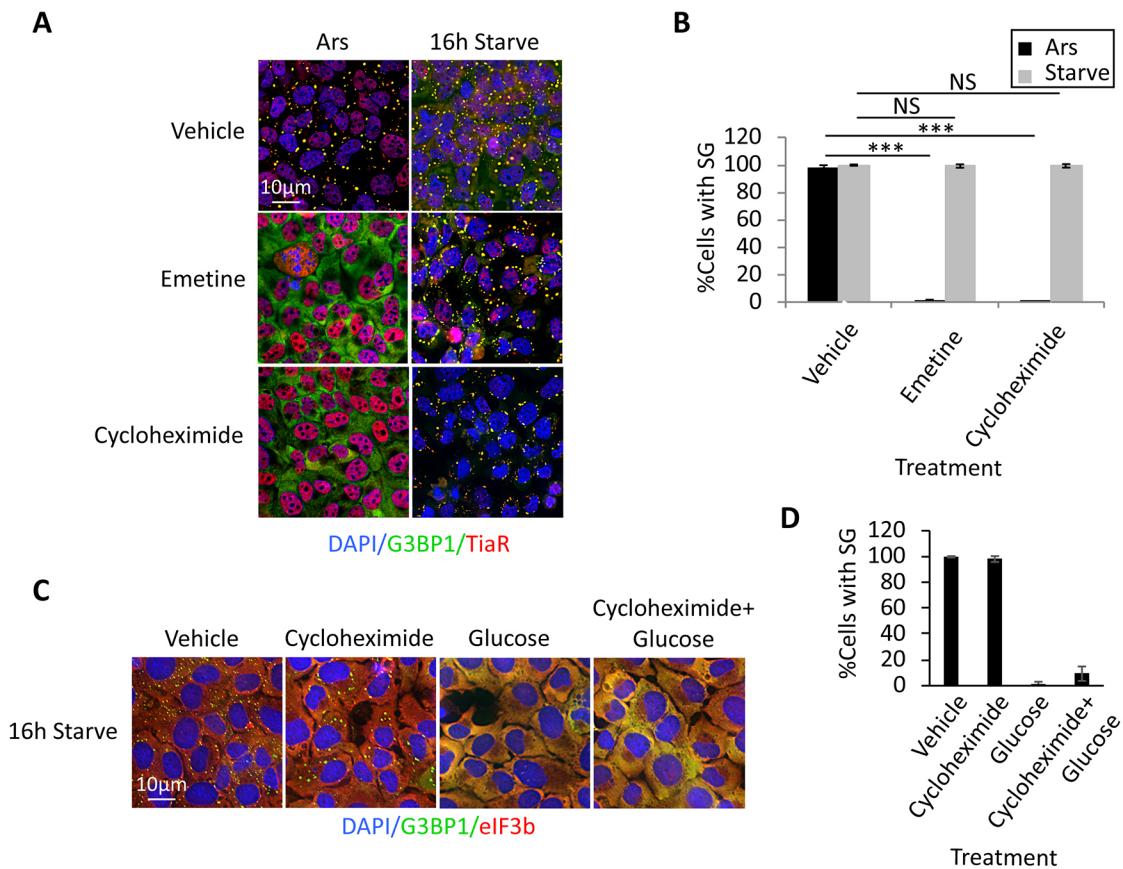 A
Ars
16h Starve
Vehicle
10µm
Emetine
Cycloheximide
DAPI/G3BP1/TiaR
B
Ars
Starve
NS
NS
***
***
%Cells with SG
120
100
80
60
40
20
0
Vehicle
Emetine
Cycloheximide
Treatment
C
Vehicle
Cycloheximide
Glucose
Cycloheximide+
Glucose
16h Starve
10µm
DAPI/G3BP1/eIF3b
D
%Cells with SG
120
100
80
60
40
20
0
Vehicle
Cycloheximide
Glucose
Cycloheximide+
Glucose
Treatment